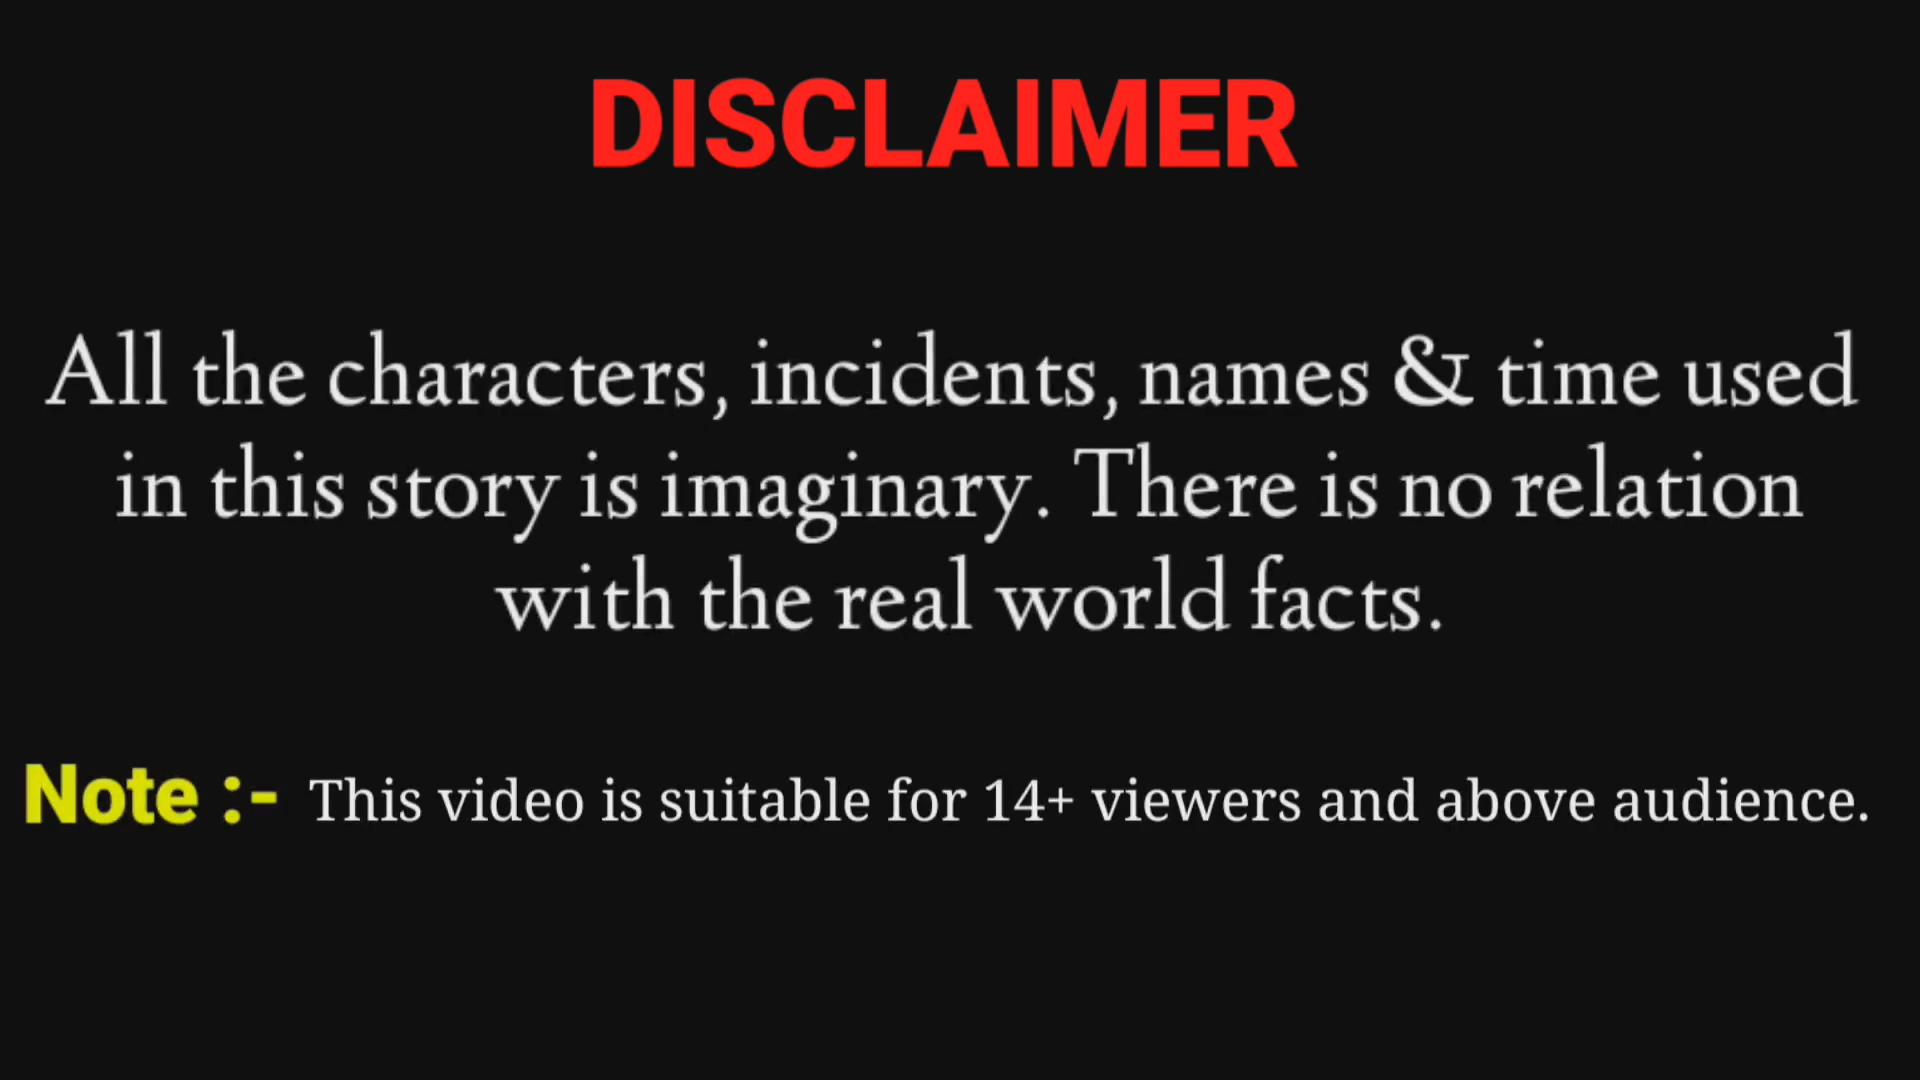 DISCLAIMER
All the characters, incidents, names & time used
in this story is imaginary. There is no relation
with the real world facts.
Note :- This video is suitable for 14+ viewers and above audience.